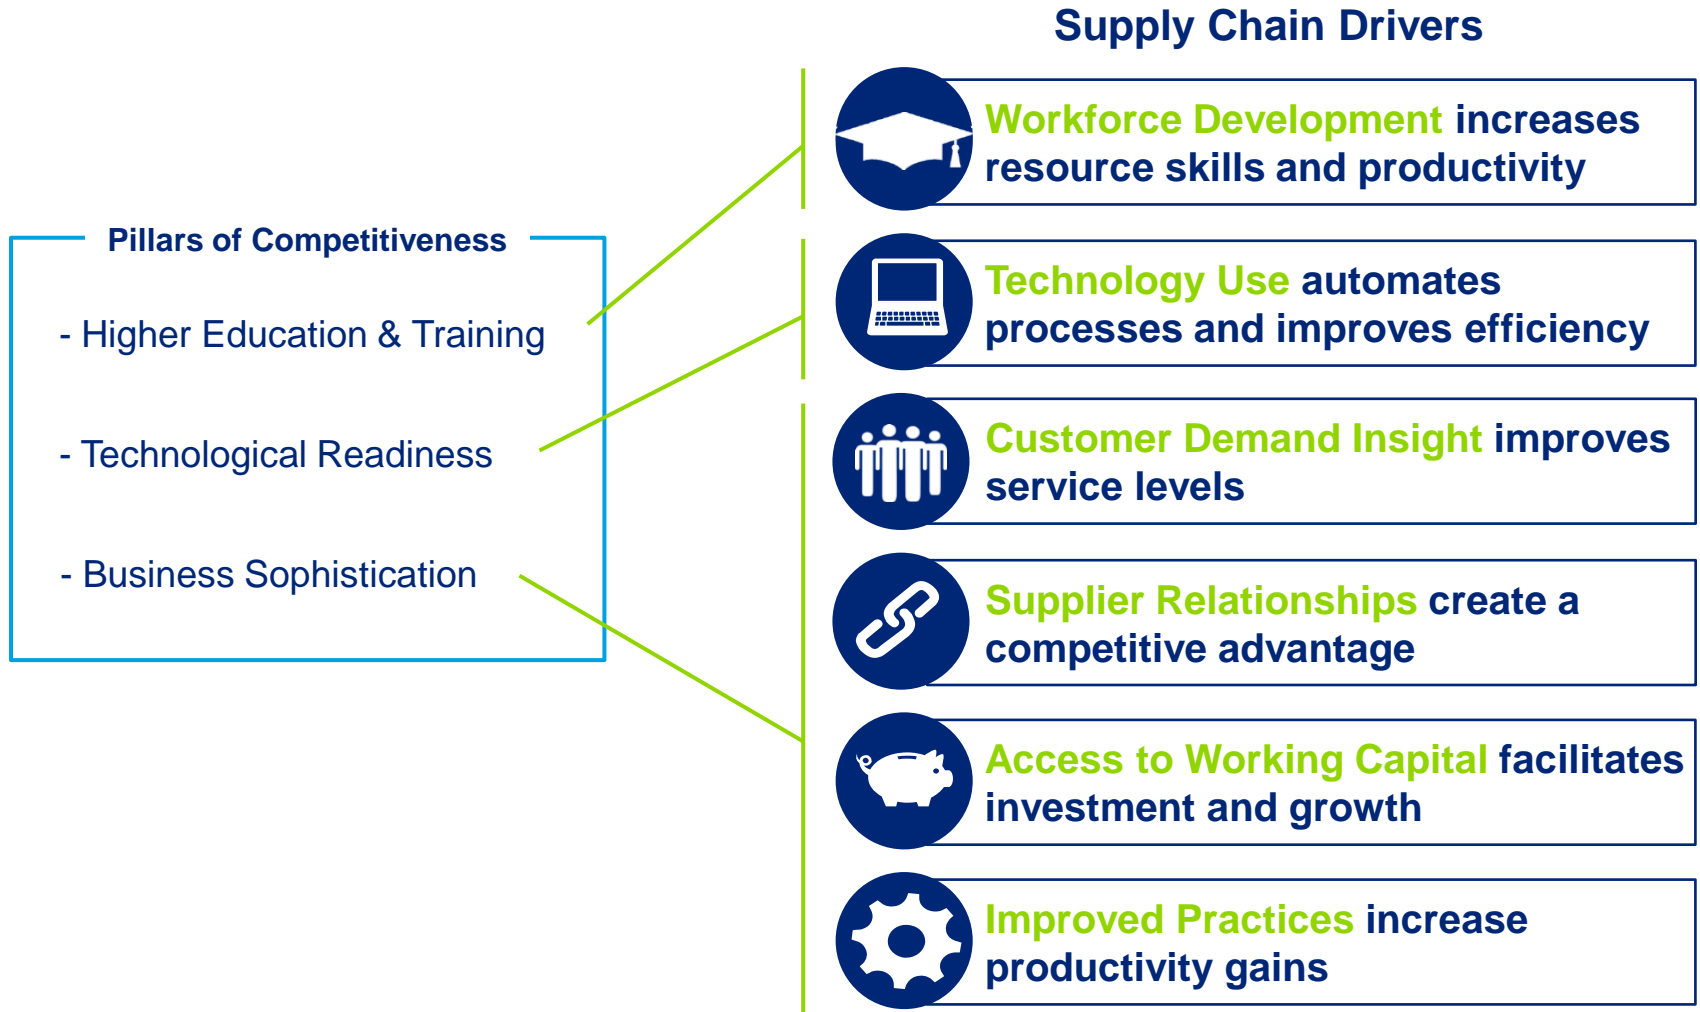 Supply Chain Drivers
Pillars of Competitiveness
- Higher Education & Training
- Technological Readiness
- Business Sophistication
Workforce Development increases
resource skills and productivity
Technology Use automates
processes and improves efficiency
Customer Demand Insight improves
service levels
Supplier Relationships create a
competitive advantage
Access to Working Capital facilitates
investment and growth
Improved Practices increase
productivity gains